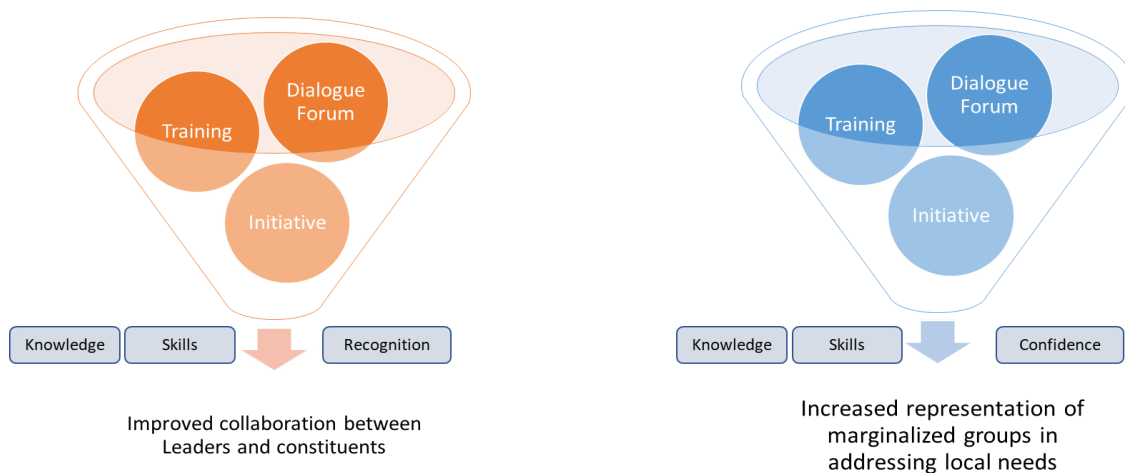 Dialogue
Forum
Training
Initiative
Knowledge
Skills
Recognition
Improved collaboration between
Leaders and constituents
Dialogue
Forum
Training
Initiative
Knowledge
Skills
Confidence
Increased representation of
marginalized groups in
addressing local needs